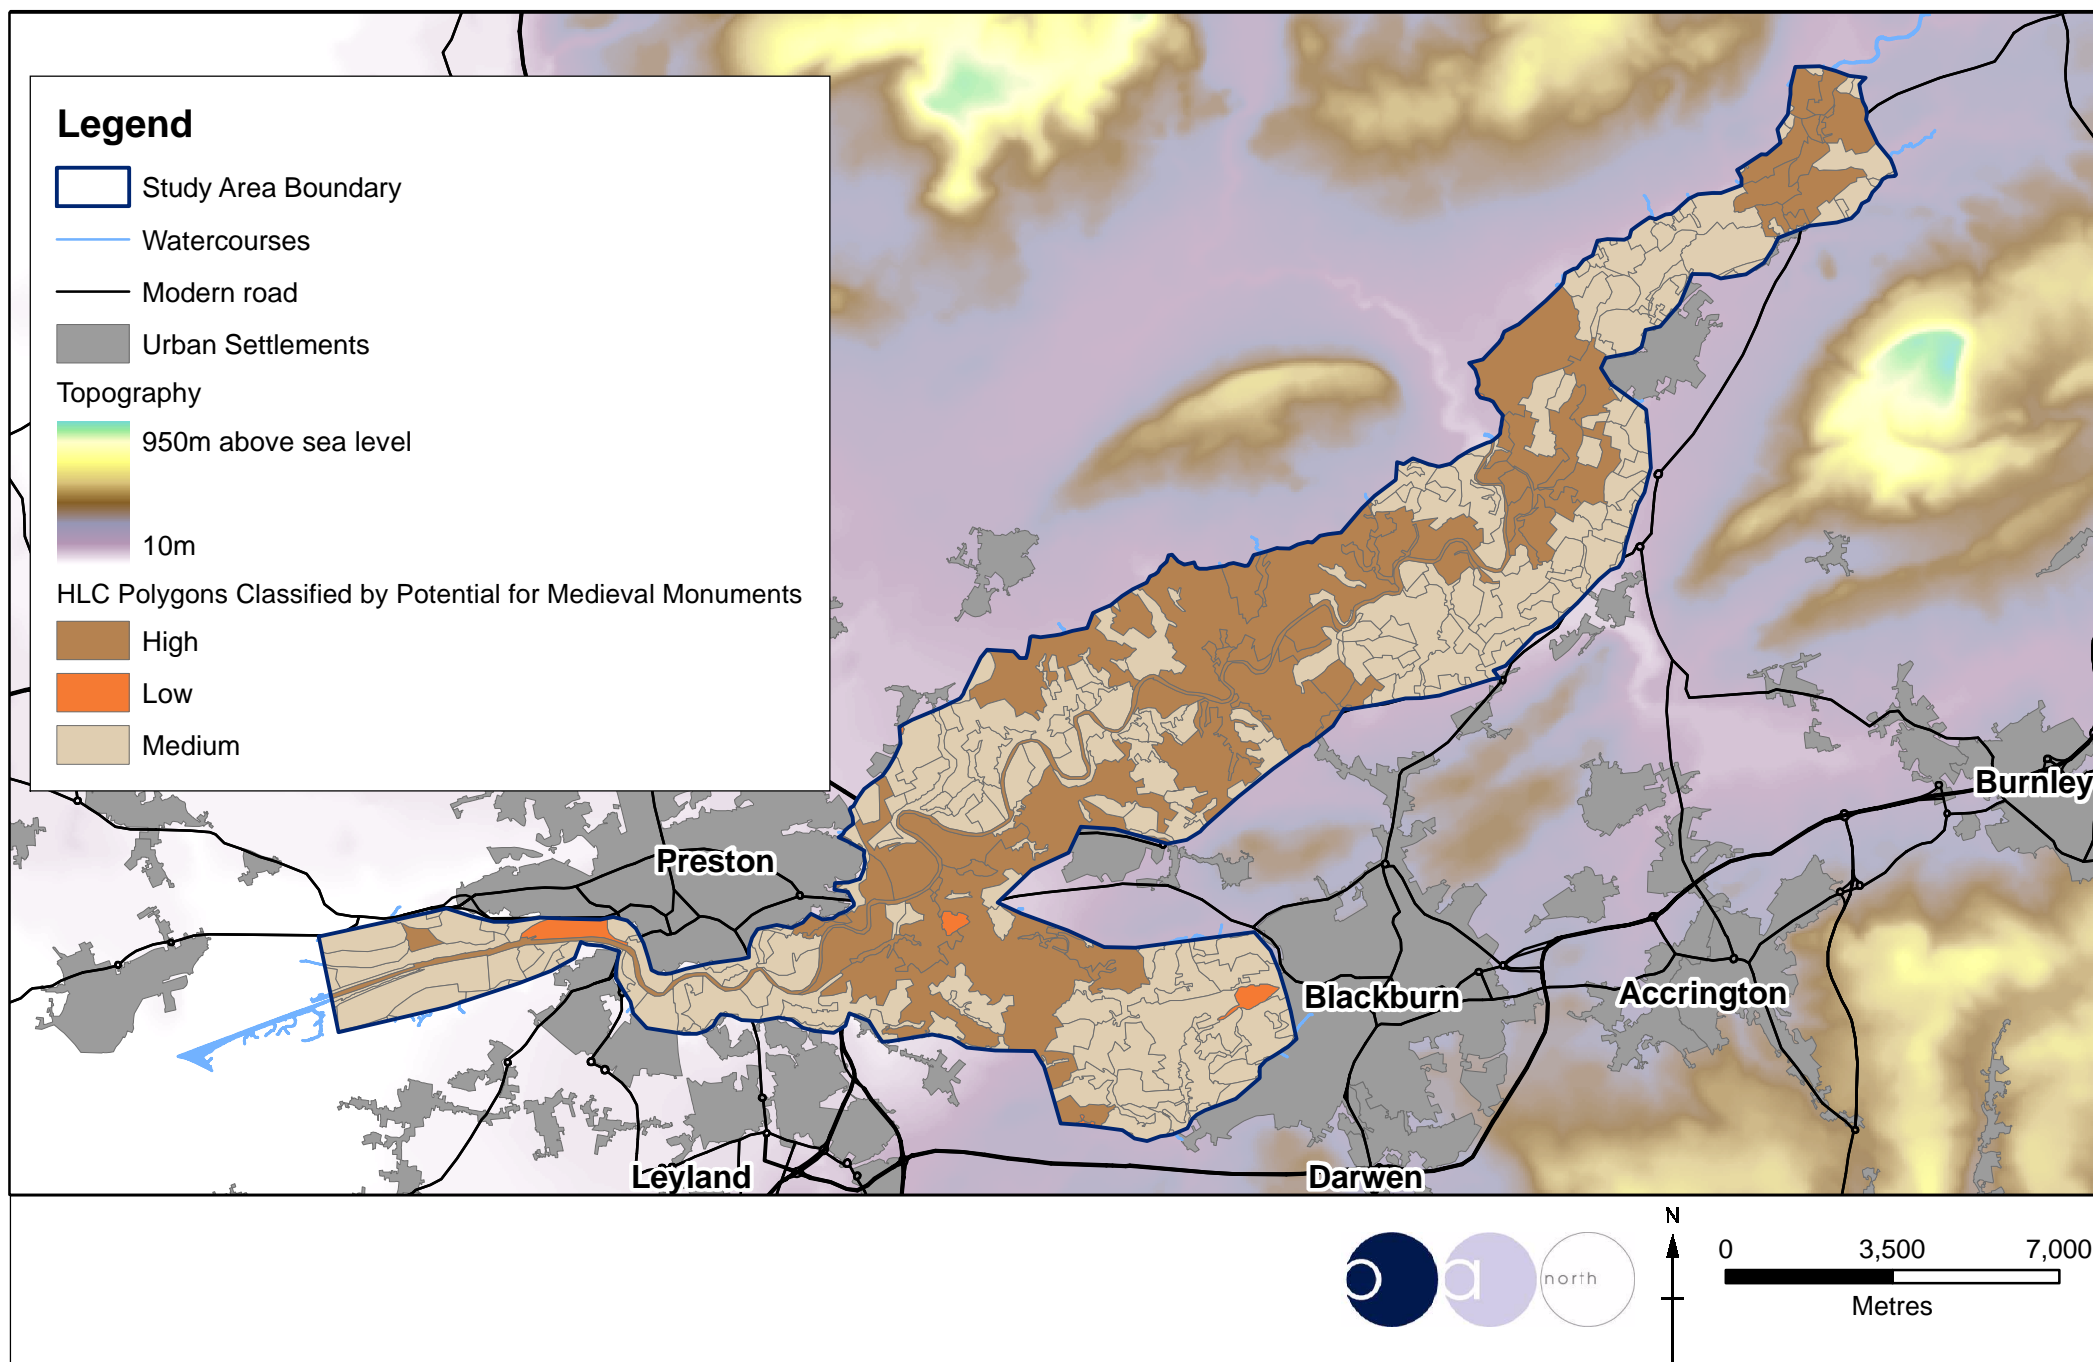 Legend
Study Area Boundary
Watercourses
Modern road
Urban Settlements
Topography
950m above sea level
10m
HLC Polygons Classified by Potential for Medieval Monuments
High
Low
Medium
Burnley
Preston
Blackburn
Accrington
Leyland
Darwen
o a north
N
0 3,500 7,000
Metres